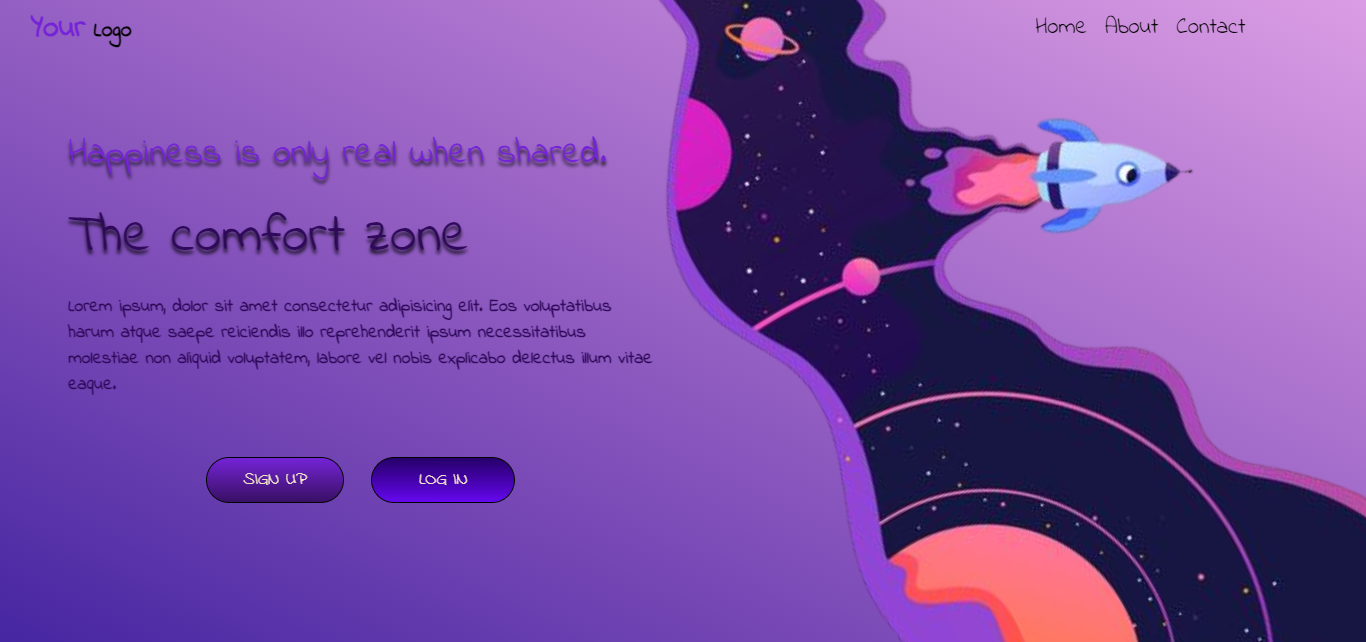 Your Logo
Home About Contact
Happiness is only real when shared.
The comfort zone
Lorem ipsum, dolor sit amet consectetur adipisicing elit. Eos voluptatibus
harum atque saepe reiciendis illo reprehenderit ipsum necessitatibus
molestiae non aliquid voluptatem, labore vel nobis explicabo delectus illum vitae
eaque.
SIGN UP
LOG IN